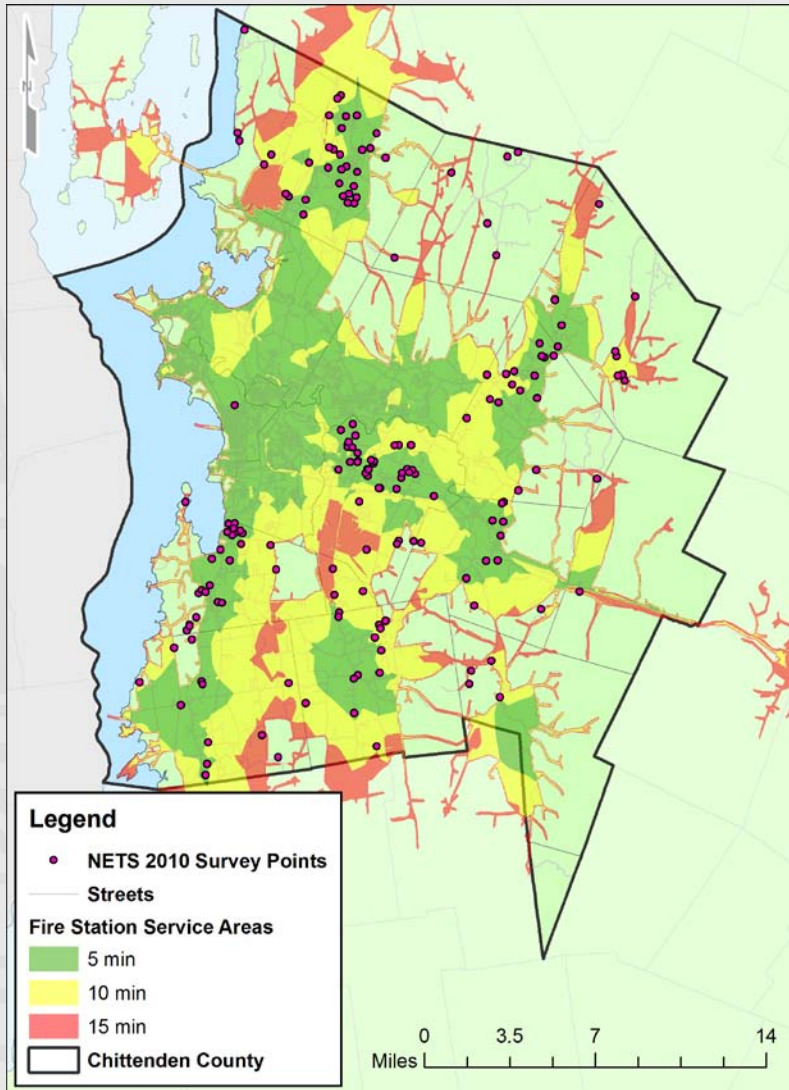 N
Legend
NETS 2010 Survey Points
Streets
Fire Station Service Areas
5 min
10 min
15 min
Chittenden County
0 3.5 7 14
Miles